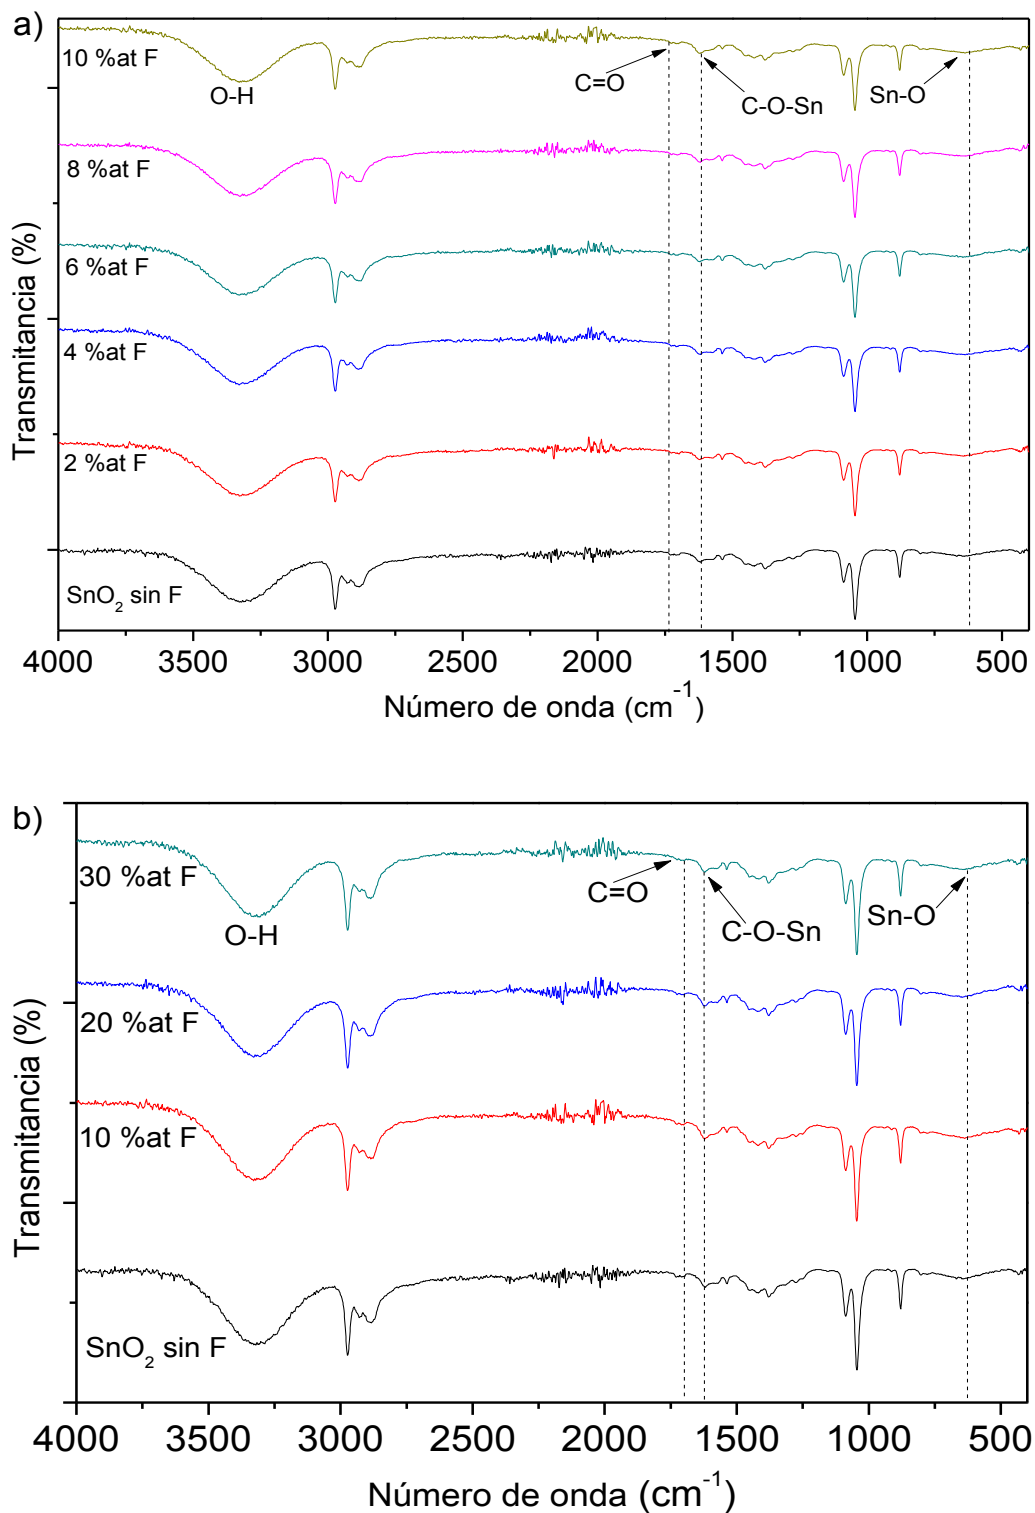 a)
10 %at F
O-H
C=O
C-O-Sn
Sn-O
8 %at F
6 %at F
4 %at F
2 %at F
SnO₂ sin F
Transmitancia (%)
4000 3500 3000 2500 2000 1500 1000 500
Número de onda (cm⁻¹)
b)
30 %at F
O-H
C=O
C-O-Sn
Sn-O
20 %at F
10 %at F
SnO₂ sin F
Transmitancia (%)
4000 3500 3000 2500 2000 1500 1000 500
Número de onda (cm⁻¹)